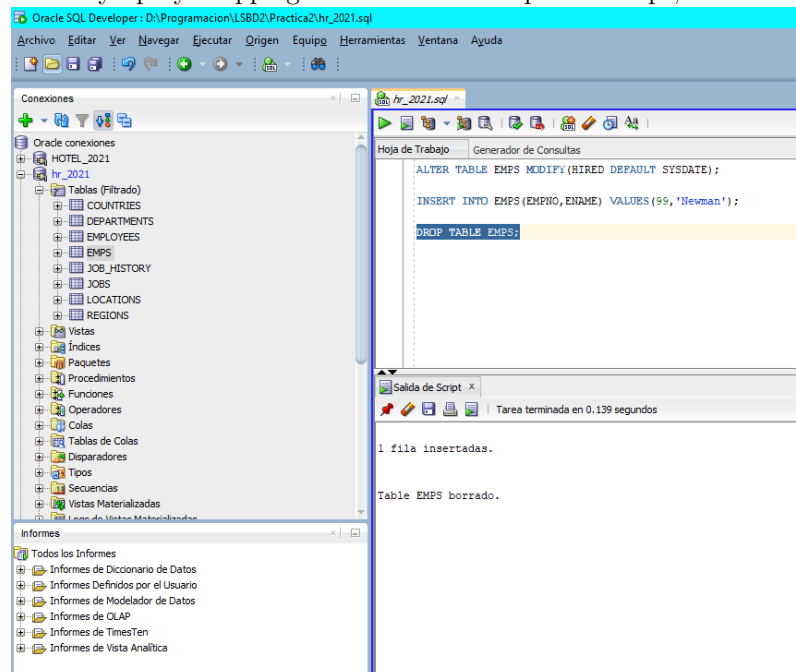 Oracle SQL Developer : D:\Programacion\LSBD2\Practica2\hr_2021.sql
Archivo Editar Ver Navegar Ejecutar Origen Equipo Herramientas Ventana Ayuda
Conexiones
Oracle conexiones
HOTEL_2021
hr_2021
Tablas (Filtrado)
COUNTRIES
DEPARTMENTS
EMPLOYEES
EMPS
JOB_HISTORY
JOBS
LOCATIONS
REGIONS
Vistas
Índices
Paquetes
Procedimientos
Funciones
Operadores
Colas
Tablas de Colas
Disparadores
Tipos
Secuencias
Vistas Materializadas
Logs de Vistas Materializadas
Informes
Todos los Informes
Informes de Diccionario de Datos
Informes Definidos por el Usuario
Informes de Modelador de Datos
Informes de OLAP
Informes de TimesTen
Informes de Vista Analítica
hr_2021.sql
Hoja de Trabajo Generador de Consultas
ALTER TABLE EMPS MODIFY(HIRED DEFAULT SYSDATE);
INSERT INTO EMPS(EMPNO,ENAME) VALUES(99,'Newman');
DROP TABLE EMPS;
Salida de Script
Tarea terminada en 0.139 segundos
1 fila insertadas.
Table EMPS borrado.